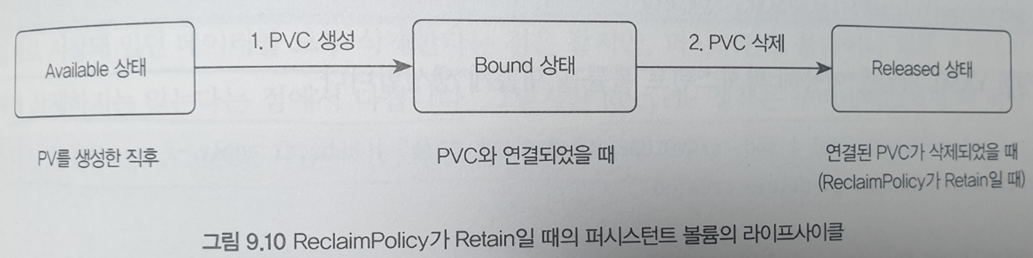 1. PVC 생성
2. PVC 삭제
Available 상태
Bound 상태
Released 상태
PV를 생성한 직후
PVC와 연결되었을 때
연결된 PVC가 삭제되었을 때
(ReclaimPolicy가 Retain일 때)
그림 9.10 ReclaimPolicy가 Retain일 때의 퍼시스턴트 볼륨의 라이프사이클